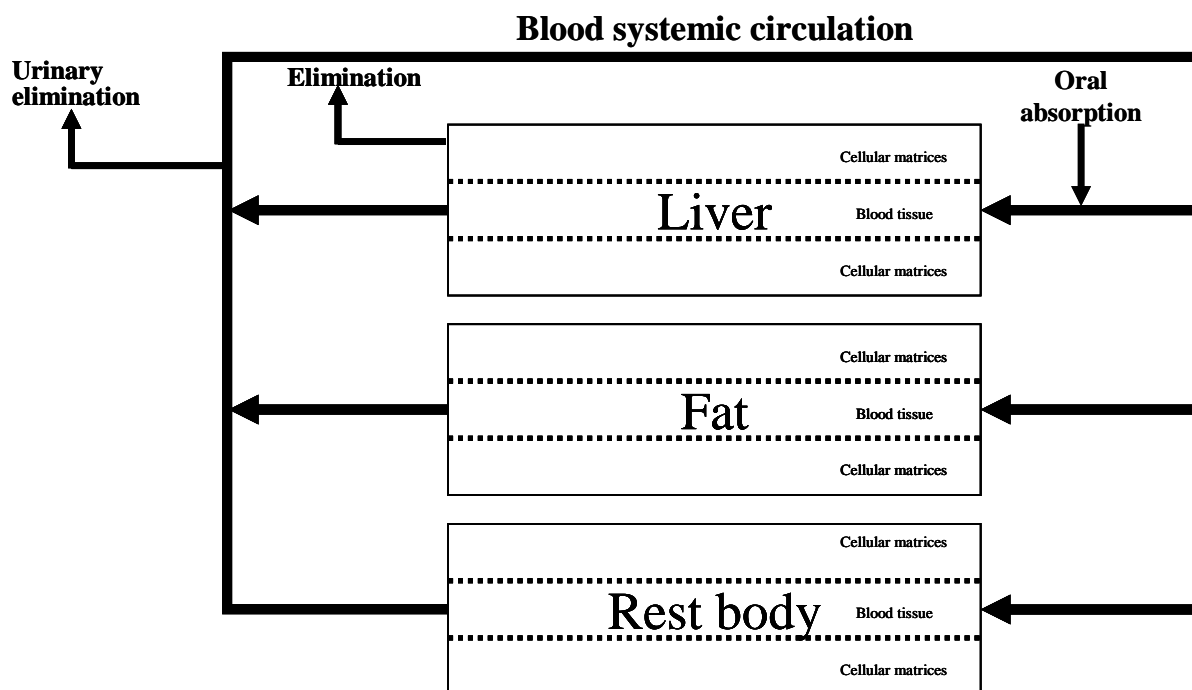 Blood systemic circulation
Urinary
elimination
Elimination
Oral
absorption
Cellular matrices
Liver
Blood tissue
Cellular matrices
Cellular matrices
Fat
Blood tissue
Cellular matrices
Cellular matrices
Rest body
Blood tissue
Cellular matrices